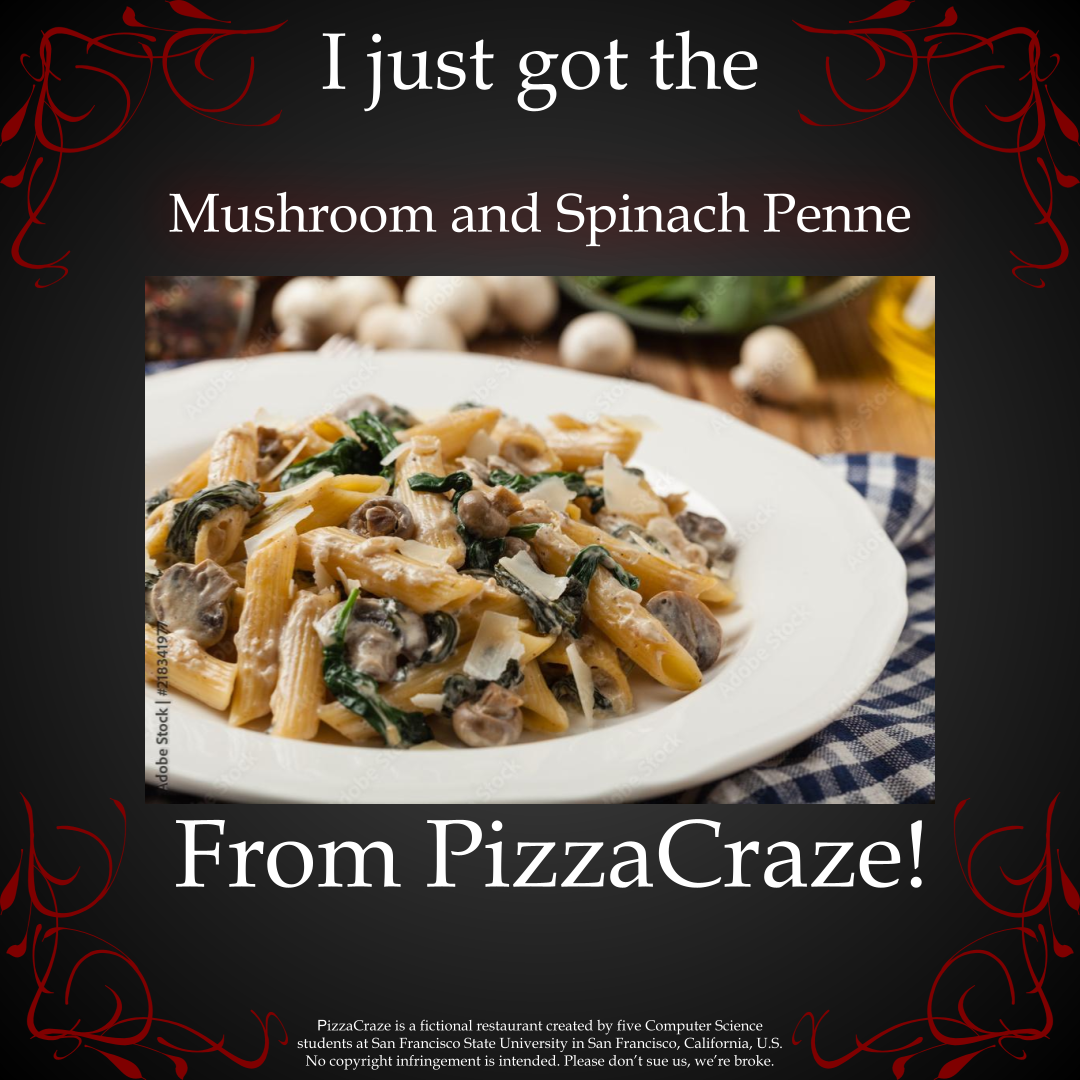 I just got the
Mushroom and Spinach Penne
Adobe Stock | #218341977
From PizzaCraze!
PizzaCraze is a fictional restaurant created by five Computer Science
students at San Francisco State University in San Francisco, California, U.S.
No copyright infringement is intended. Please don't sue us, we're broke.